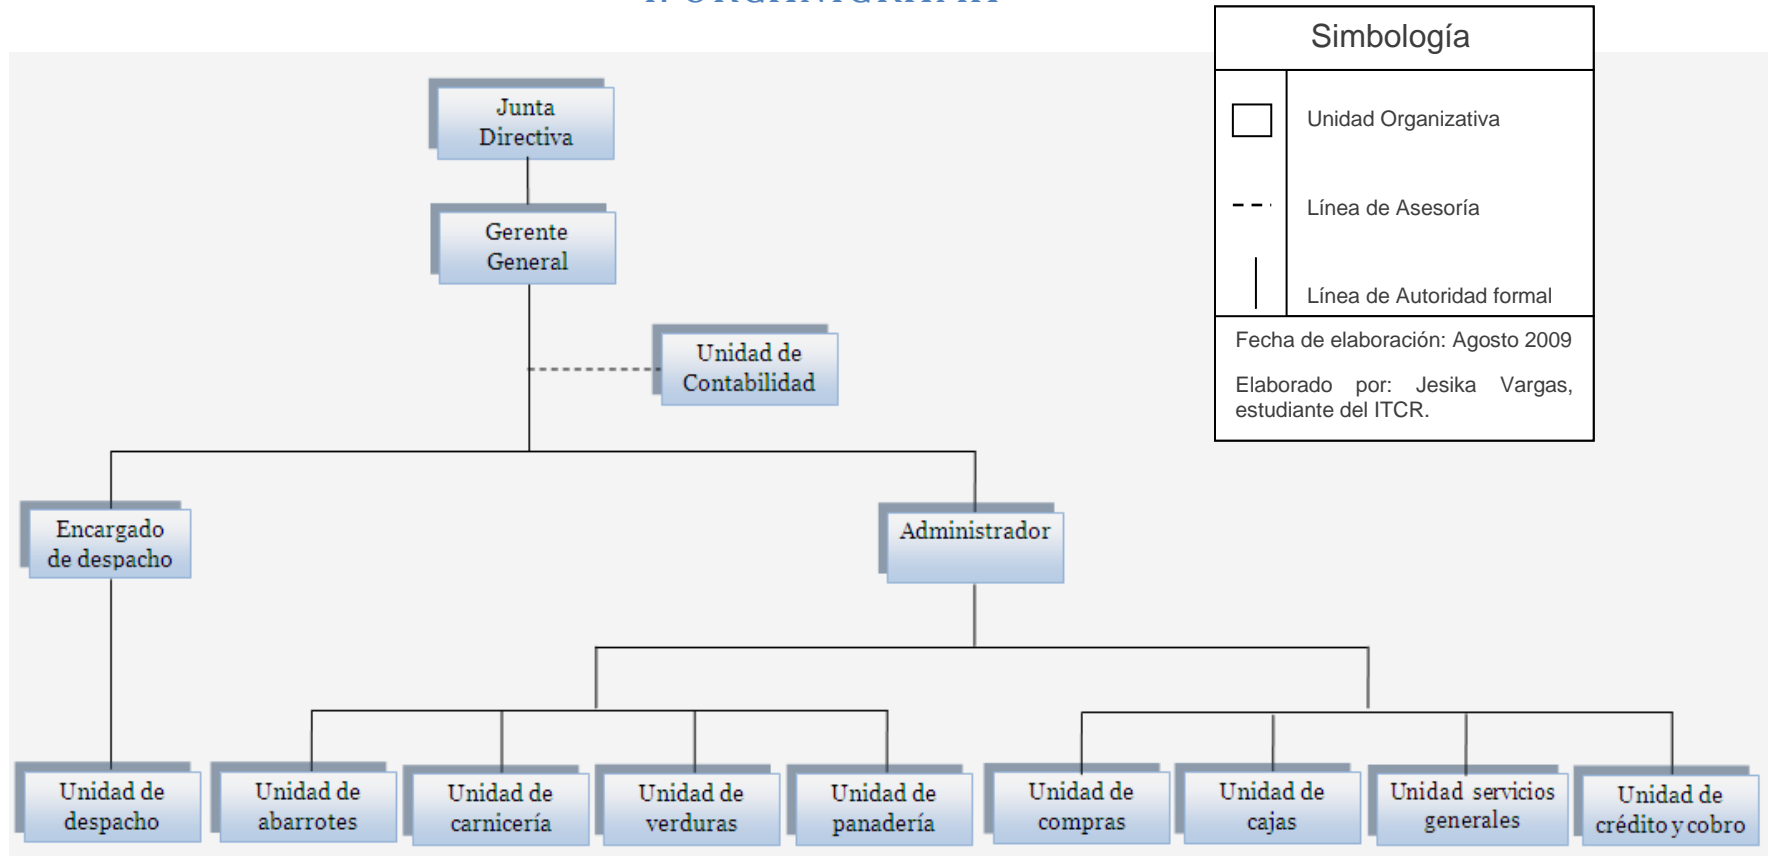 Simbología
Unidad Organizativa
Línea de Asesoría
Línea de Autoridad formal
Fecha de elaboración: Agosto 2009
Elaborado por: Jesika Vargas,
estudiante del ITCR.
Junta
Directiva
Gerente
General
Unidad de
Contabilidad
Encargado
de despacho
Administrador
Unidad de
despacho
Unidad de
abarrotes
Unidad de
carnicería
Unidad de
verduras
Unidad de
panadería
Unidad de
compras
Unidad de
cajas
Unidad servicios
generales
Unidad de
crédito y cobro